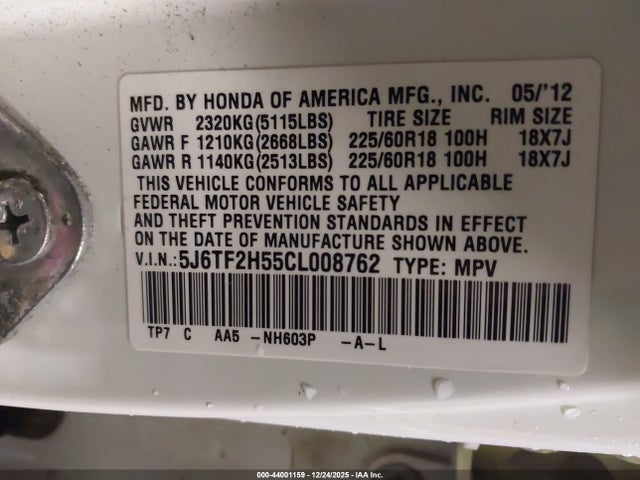 MFD. BY HONDA OF AMERICA MFG., INC. 05/'12
GVWR 2320KG(5115LBS) TIRE SIZE RIM SIZE
GAWR F 1210KG(2668LBS) 225/60R18 100H 18X7J
GAWR R 1140KG(2513LBS) 225/60R18 100H 18X7J
THIS VEHICLE CONFORMS TO ALL APPLICABLE
FEDERAL MOTOR VEHICLE SAFETY
AND THEFT PREVENTION STANDARDS IN EFFECT
ON THE DATE OF MANUFACTURE SHOWN ABOVE.
V.I.N.:5J6TF2H55CL008762 TYPE: MPV
TP7 C AA5 -NH603P -A-L
000-44001159 - 12/24/2025 - IAA Inc.